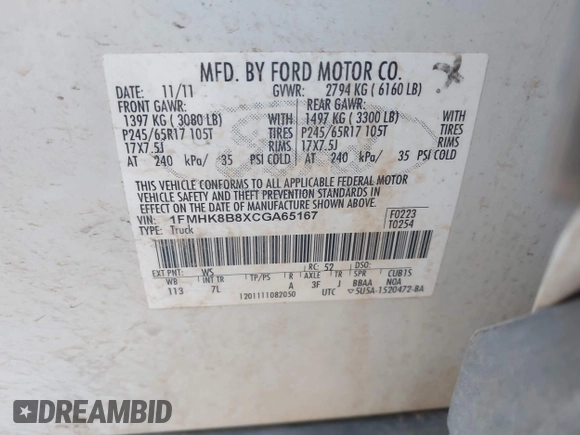 MFD. BY FORD MOTOR CO.
DATE: 11/11 GVWR: 2794 KG ( 6160 LB)
FRONT GAWR: REAR GAWR:
1397 KG ( 3080 LB) WITH 1497 KG ( 3300 LB) WITH
P245/65R17 105T TIRES P245/65R17 105T TIRES
17X7.5J RIMS 17X7.5J RIMS
AT 240 kPa/ 35 PSI COLD AT 240 kPa/ 35 PSI COLD
THIS VEHICLE CONFORMS TO ALL APPLICABLE FEDERAL MOTOR
VEHICLE SAFETY AND THEFT PREVENTION STANDARDS IN
EFFECT ON THE DATE OF MANUFACTURE SHOWN ABOVE.
VIN: 1FMHK8B8XCGA65167 F0223
TYPE: Truck T0254
EXT PNT: WS RC: 52 DSO:
WB INT TR TP/PS R AXLE TR SPR CUB1S
113 7L A 3F J BBAA NQA
1201111082050 UTC 5U5A-1520472-BA
DREAMBID